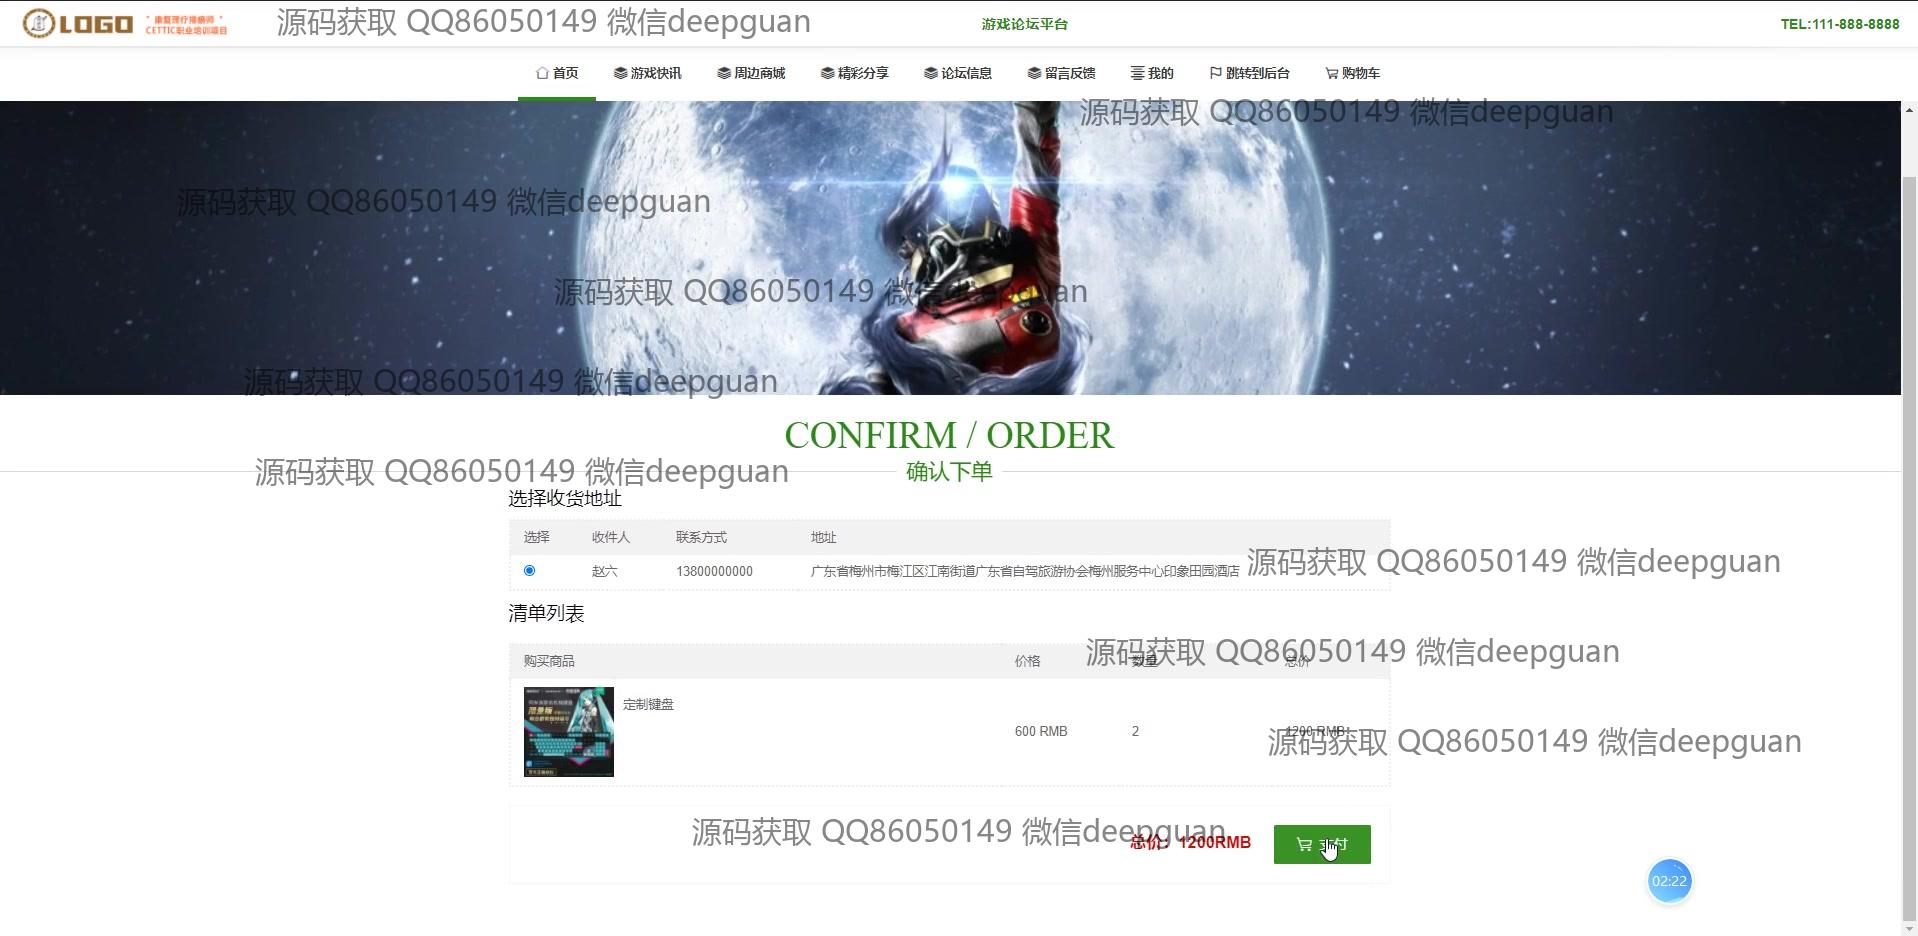 LOGO
康复理疗按摩师
CETTIC职业培训项目
源码获取 QQ86050149 微信deepguan
游戏论坛平台
TEL:111-888-8888
首页
游戏快讯
周边商城
精彩分享
论坛信息
留言反馈
我的
跳转到后台
购物车
源码获取 QQ86050149 微信deepguan
源码获取 QQ86050149 微信deepguan
源码获取 QQ86050149 微信deepguan
源码获取 QQ86050149 微信deepguan
CONFIRM / ORDER
源码获取 QQ86050149 微信deepguan
确认下单
选择收货地址
选择 收件人 联系方式 地址
赵六 13800000000 广东省梅州市梅江区江南街道广东省自驾旅游协会梅州服务中心印象田园酒店
源码获取 QQ86050149 微信deepguan
清单列表
源码获取 QQ86050149 微信deepguan
购买商品 价格 数量 总价
定制键盘
600 RMB 2 1200 RMB
源码获取 QQ86050149 微信deepguan
源码获取 QQ86050149 微信deepguan
总价：1200RMB
支付
02:22